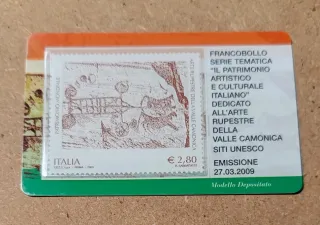 FRANCOBOLLO
SERIE TEMATICA
"IL PATRIMONIO
ARTISTICO
E CULTURALE
ITALIANO"
DEDICATO
ALL'ARTE
RUPESTRE
DELLA
VALLE CAMONICA
SITI UNESCO
EMISSIONE
27.03.2009
Modello Depositato
ITALIA
€ 2,80